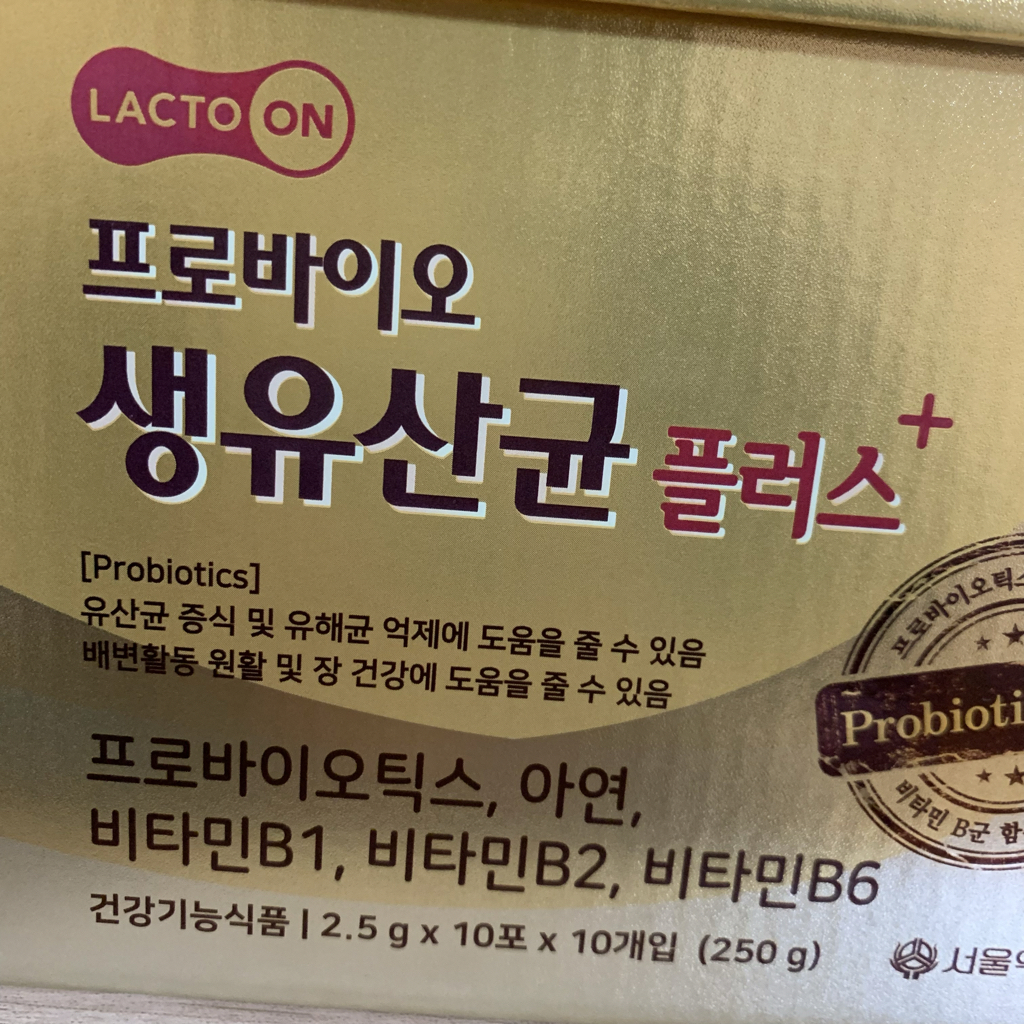 LACTO ON
프로바이오
생유산균 플러스+
[Probiotics]
유산균 증식 및 유해균 억제에 도움을 줄 수 있음
배변활동 원활 및 장 건강에 도움을 줄 수 있음
프로바이오틱스
Probioti
비타민 B군 함
프로바이오틱스, 아연,
비타민B1, 비타민B2, 비타민B6
건강기능식품 | 2.5 g x 10포 x 10개입 (250 g)
서울